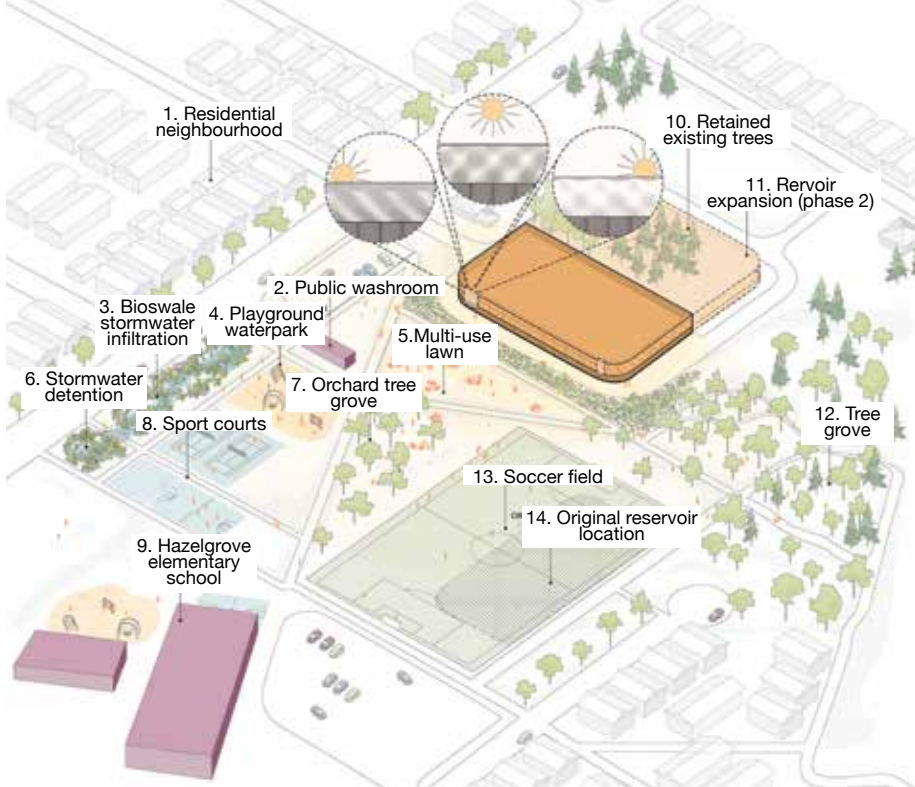 1. Residential
neighbourhood
10. Retained
existing trees
11. Rervoir
expansion (phase 2)
2. Public washroom
3. Bioswale
stormwater
infiltration
4. Playground
waterpark
5.Multi-use
lawn
6. Stormwater
detention
7. Orchard tree
grove
8. Sport courts
12. Tree
grove
13. Soccer field
14. Original reservoir
location
9. Hazelgrove
elementary
school